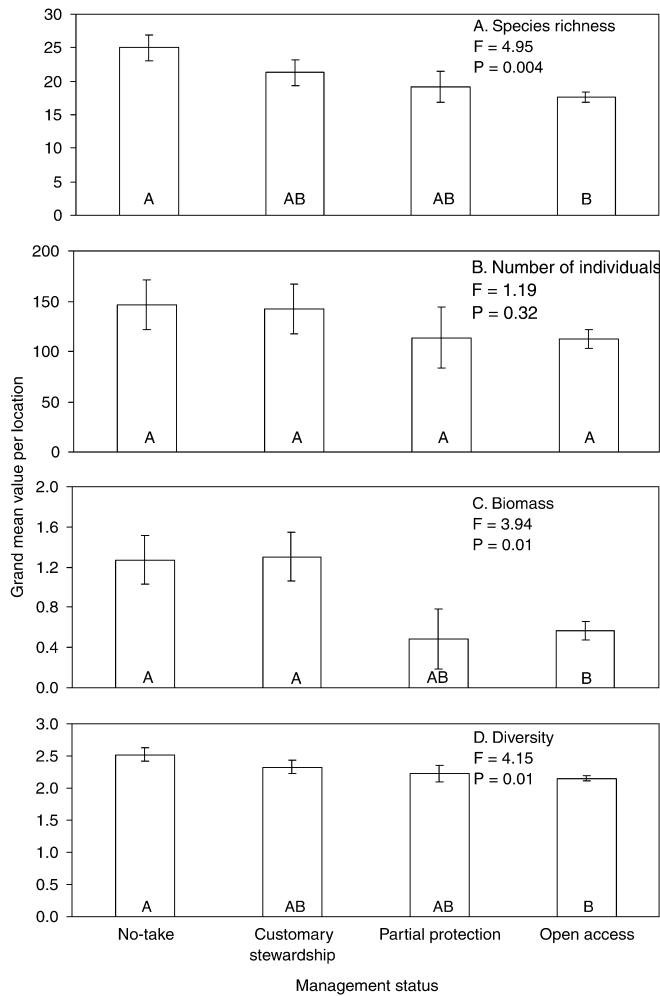 30
25
20
15
10
5
0
A. Species richness
F = 4.95
P = 0.004
A
AB
AB
B
200
150
100
50
0
B. Number of individuals
F = 1.19
P = 0.32
A
A
A
A
Grand mean value per location
2.0
1.6
1.2
0.8
0.4
0.0
C. Biomass
F = 3.94
P = 0.01
A
A
AB
B
3.0
2.5
2.0
1.5
1.0
0.5
0.0
D. Diversity
F = 4.15
P = 0.01
A
AB
AB
B
No-take
Customary
stewardship
Partial protection
Open access
Management status